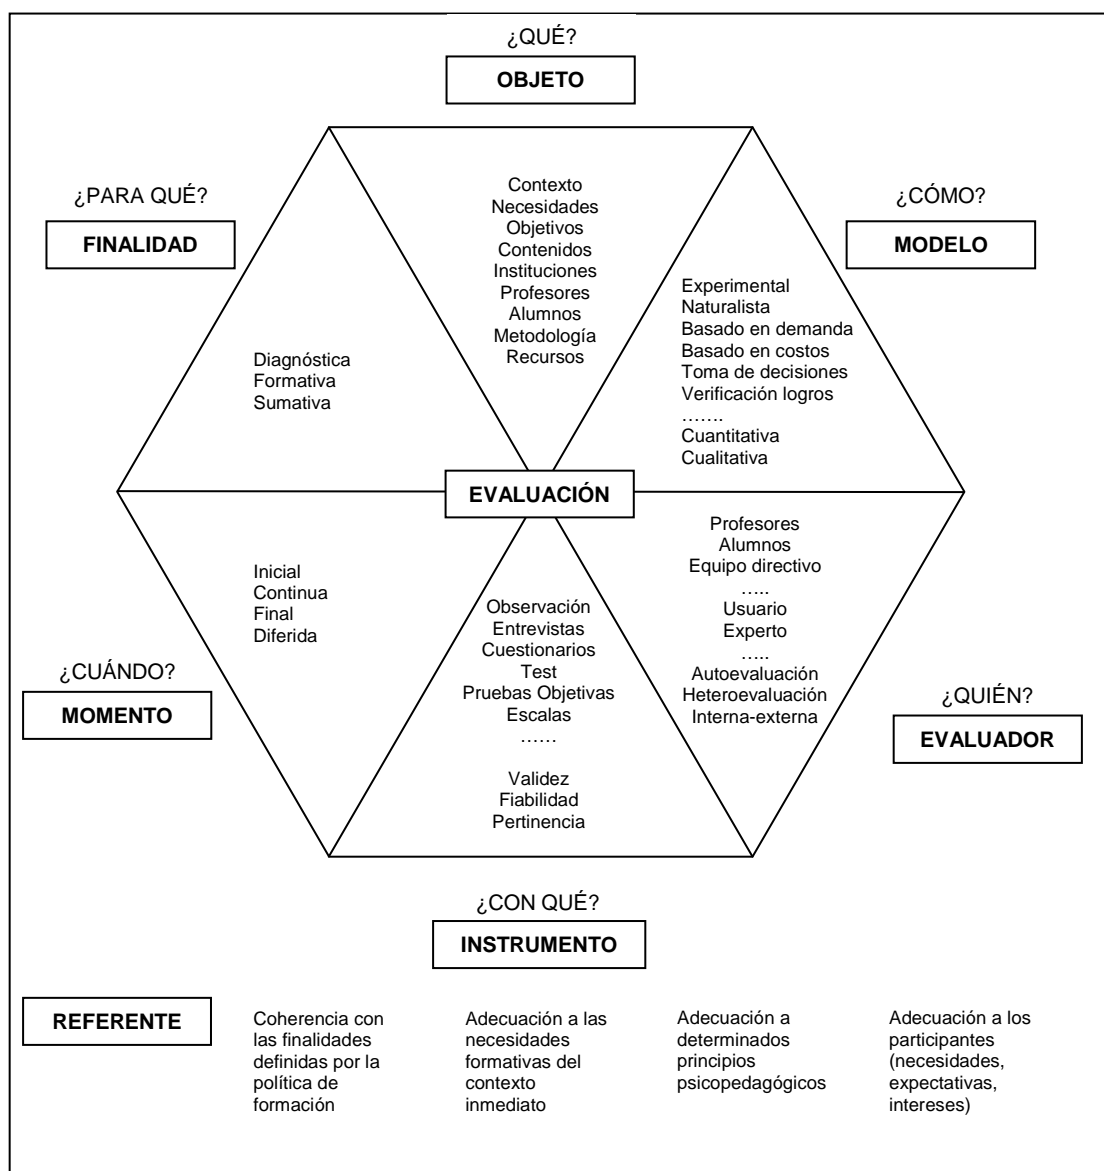 ¿QUÉ?
OBJETO
¿PARA QUÉ?
FINALIDAD
¿CÓMO?
MODELO
Contexto
Necesidades
Objetivos
Contenidos
Instituciones
Profesores
Alumnos
Metodología
Recursos
Experimental
Naturalista
Basado en demanda
Basado en costos
Toma de decisiones
Verificación logros
…….
Cuantitativa
Cualitativa
Diagnóstica
Formativa
Sumativa
EVALUACIÓN
Inicial
Continua
Final
Diferida
Observación
Entrevistas
Cuestionarios
Test
Pruebas Objetivas
Escalas
……
Validez
Fiabilidad
Pertinencia
Profesores
Alumnos
Equipo directivo
…..
Usuario
Experto
…..
Autoevaluación
Heteroevaluación
Interna-externa
¿CUÁNDO?
MOMENTO
¿QUIÉN?
EVALUADOR
¿CON QUÉ?
INSTRUMENTO
REFERENTE
Coherencia con
las finalidades
definidas por la
política de
formación
Adecuación a las
necesidades
formativas del
contexto
inmediato
Adecuación a
determinados
principios
psicopedagógicos
Adecuación a los
participantes
(necesidades,
expectativas,
intereses)